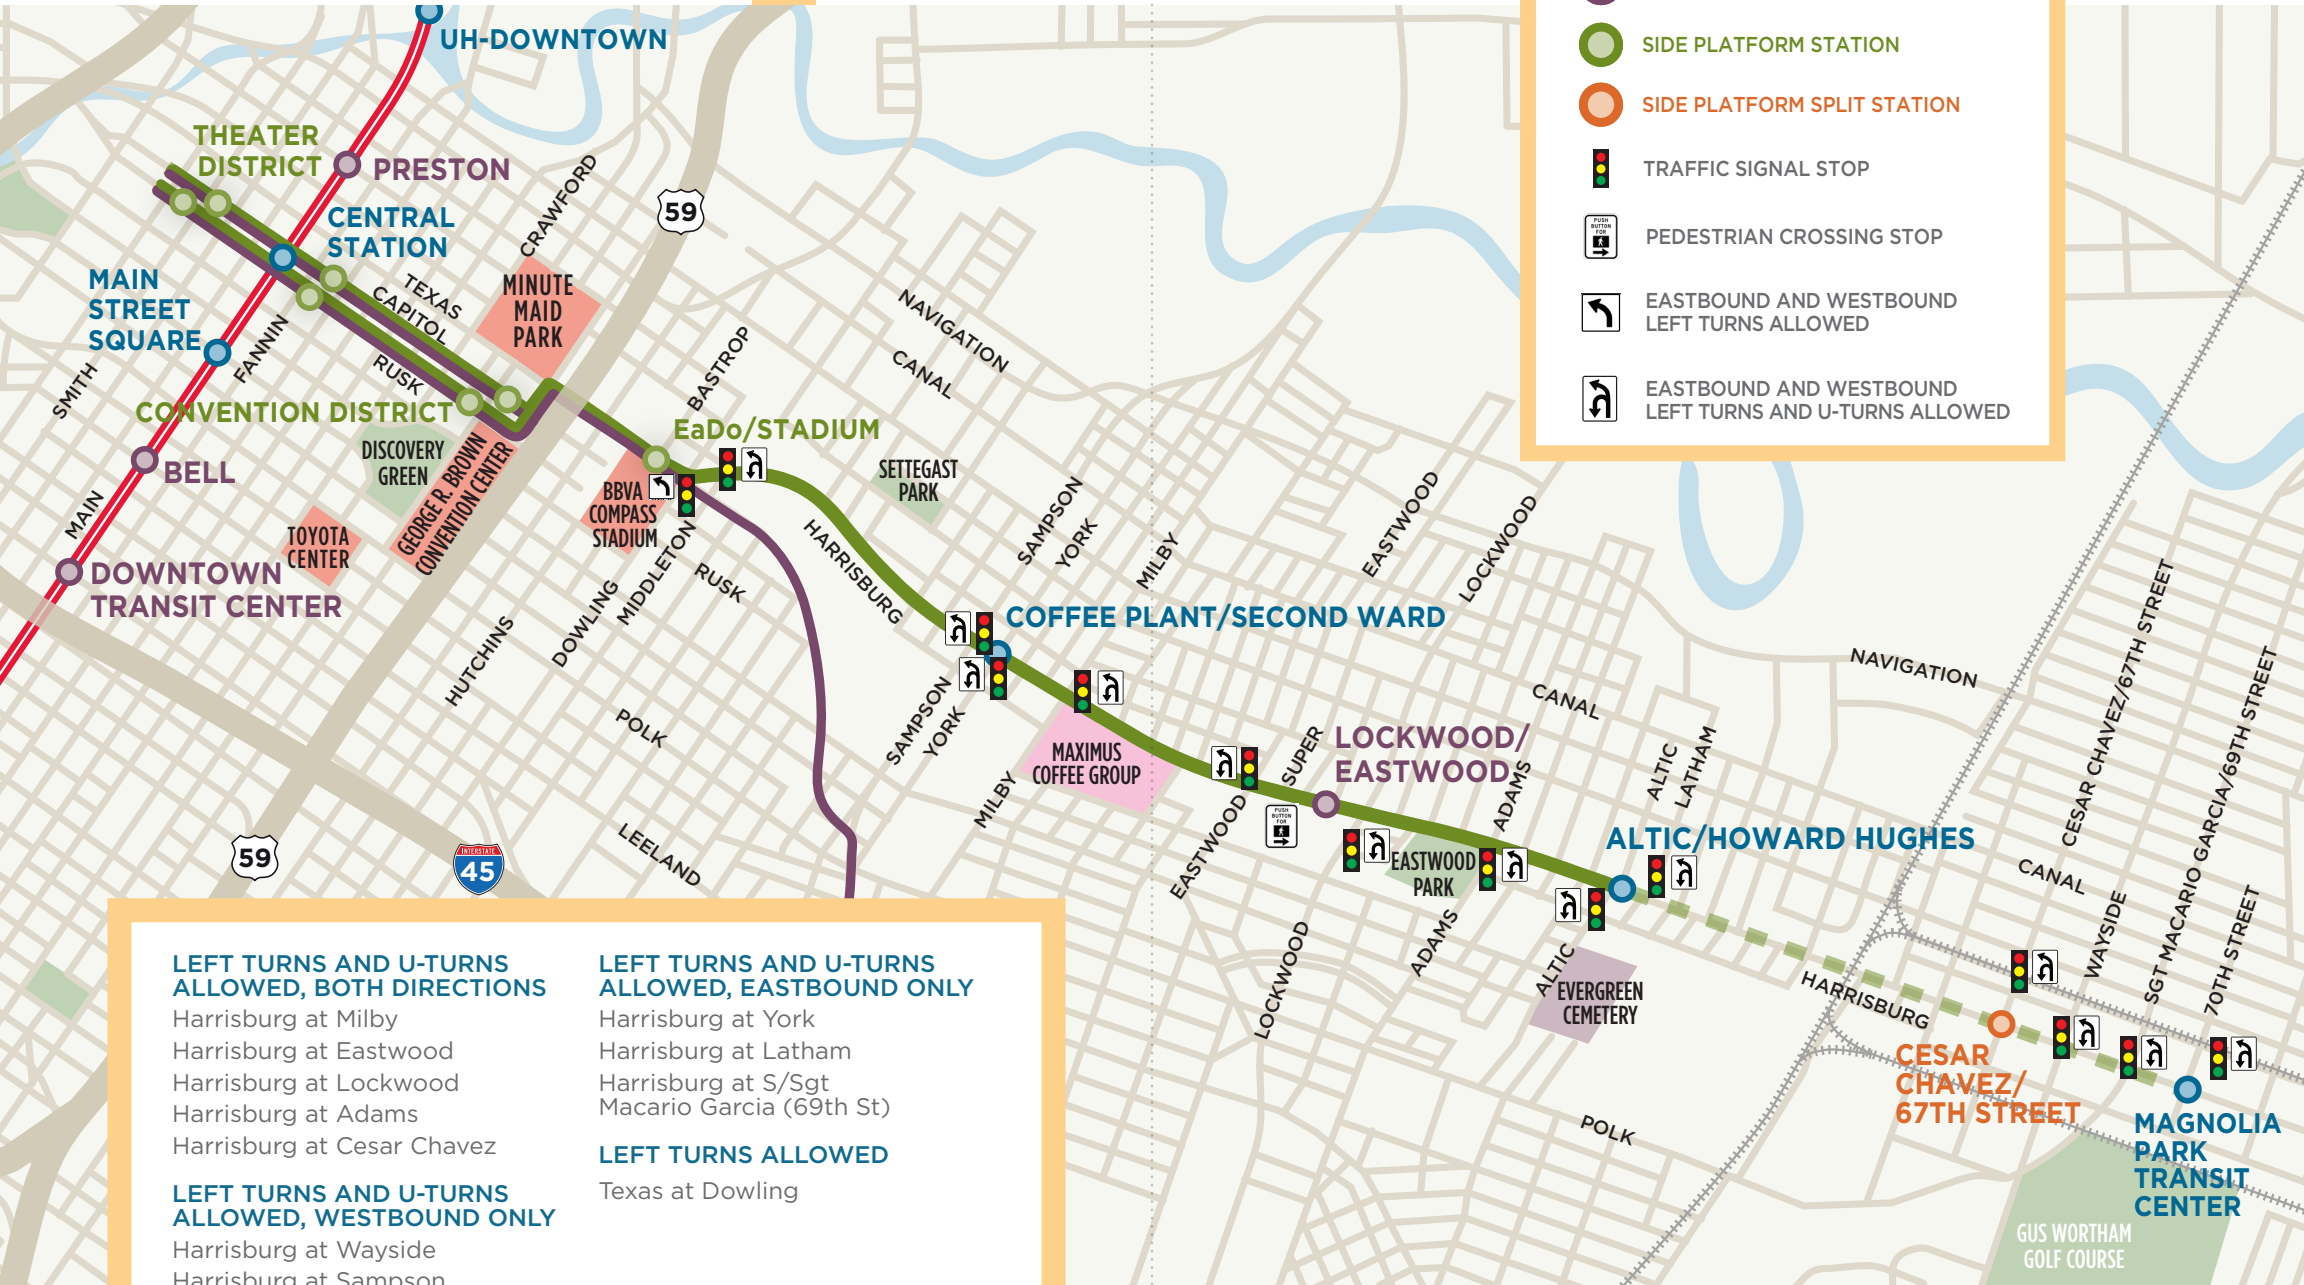 UH-DOWNTOWN
SIDE PLATFORM STATION
SIDE PLATFORM SPLIT STATION
TRAFFIC SIGNAL STOP
PUSH
BUTTON
FOR
PEDESTRIAN CROSSING STOP
EASTBOUND AND WESTBOUND
LEFT TURNS ALLOWED
EASTBOUND AND WESTBOUND
LEFT TURNS AND U-TURNS ALLOWED
THEATER
DISTRICT
PRESTON
CENTRAL
STATION
CRAWFORD
59
MAIN
STREET
SQUARE
TEXAS
CAPITOL
MINUTE
MAID
PARK
NAVIGATION
CANAL
BASTROP
FANNIN
SMITH
RUSK
CONVENTION DISTRICT
EaDo/STADIUM
DISCOVERY
GREEN
GEORGE R. BROWN
CONVENTION CENTER
BELL
MAIN
TOYOTA
CENTER
BBVA
COMPASS
STADIUM
SETTEGAST
PARK
SAMPSON
YORK
MILBY
EASTWOOD
LOCKWOOD
DOWNTOWN
TRANSIT CENTER
HARRISBURG
MIDDLETON
DOWLING
RUSK
HUTCHINS
COFFEE PLANT/SECOND WARD
NAVIGATION
CANAL
CESAR CHAVEZ/67TH STREET
SGT MACARIO GARCIA/69TH STREET
POLK
SAMPSON
YORK
MAXIMUS
COFFEE GROUP
MILBY
SUPER
LOCKWOOD/
EASTWOOD
ADAMS
ALTIC
LATHAM
59
INTERSTATE
45
LEELAND
EASTWOOD
PUSH
BUTTON
FOR
EASTWOOD
PARK
ALTIC/HOWARD HUGHES
CANAL
WAYSIDE
70TH STREET
LOCKWOOD
ADAMS
ALTIC
EVERGREEN
CEMETERY
HARRISBURG
CESAR
CHAVEZ/
67TH STREET
POLK
MAGNOLIA
PARK
TRANSIT
CENTER
GUS WORTHAM
GOLF COURSE
LEFT TURNS AND U-TURNS
ALLOWED, BOTH DIRECTIONS
Harrisburg at Milby
Harrisburg at Eastwood
Harrisburg at Lockwood
Harrisburg at Adams
Harrisburg at Cesar Chavez
LEFT TURNS AND U-TURNS
ALLOWED, WESTBOUND ONLY
Harrisburg at Wayside
Harrisburg at Sampson
LEFT TURNS AND U-TURNS
ALLOWED, EASTBOUND ONLY
Harrisburg at York
Harrisburg at Latham
Harrisburg at S/Sgt
Macario Garcia (69th St)
LEFT TURNS ALLOWED
Texas at Dowling